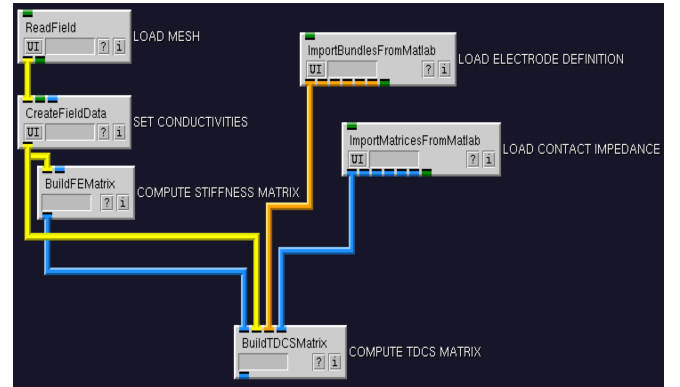 ReadField
UI ? i
LOAD MESH
ImportBundlesFromMatlab
UI ? i
LOAD ELECTRODE DEFINITION
CreateFieldData
UI ? i
SET CONDUCTIVITIES
ImportMatricesFromMatlab
UI ? i
LOAD CONTACT IMPEDANCE
BuildFEMatrix
? i
COMPUTE STIFFNESS MATRIX
BuildTDCSMatrix
? i
COMPUTE TDCS MATRIX